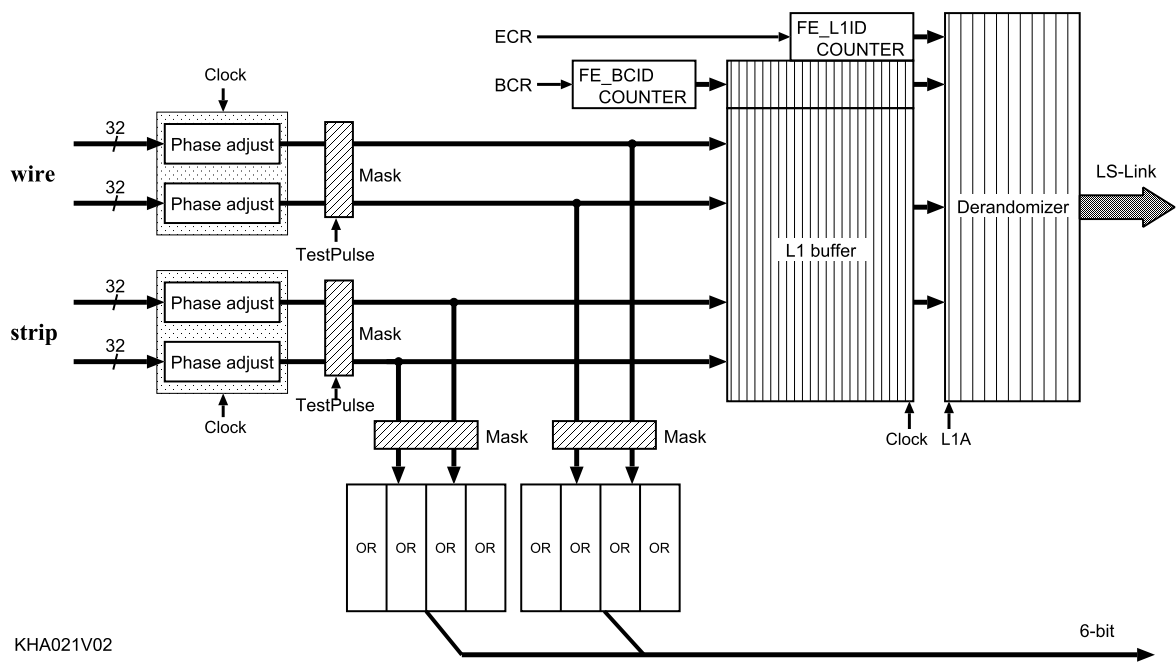 ECR
FE_L1ID
COUNTER
BCR
FE_BCID
COUNTER
Clock
32
Phase adjust
wire
Mask
32
Phase adjust
TestPulse
LS-Link
Derandomizer
L1 buffer
32
Phase adjust
strip
Mask
32
Phase adjust
TestPulse
Clock
Mask
Mask
Clock
L1A
OR OR OR OR
OR OR OR OR
KHA021V02
6-bit